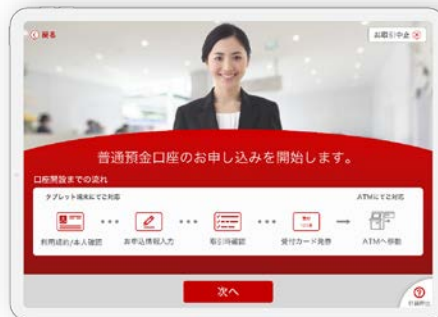 戻る
お取引中止
普通預金口座のお申し込みを開始します。
口座開設までの流れ
タブレット端末にてご対応
ATMにてご対応
利用規約/本人確認
お申込情報入力
取引時確認
受付カード発券
ATMへ移動
次へ